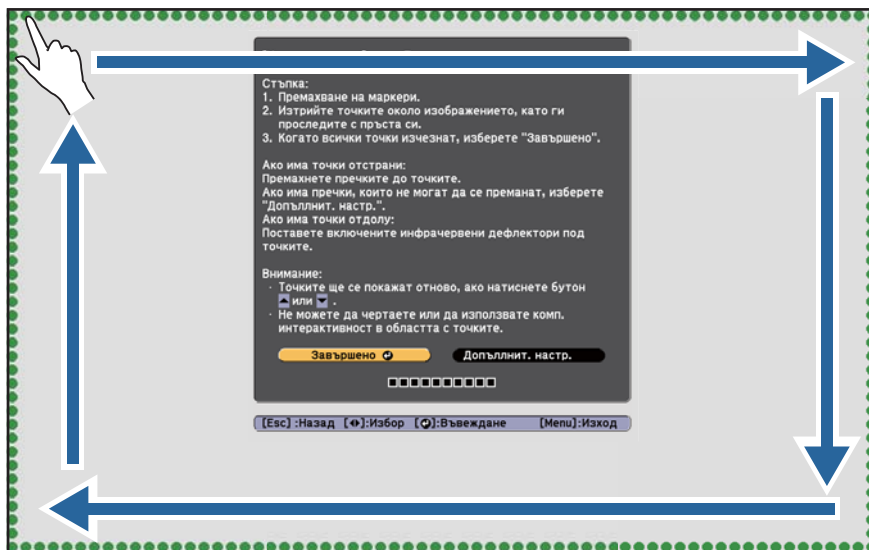 Стъпка:
1. Премахване на маркери.
2. Изтрийте точките около изображението, като ги
проследите с пръста си.
3. Когато всички точки изчезнат, изберете "Завършено".
Ако има точки отстрани:
Премахнете пречките до точките.
Ако има пречки, които не могат да се преманат, изберете
"Допъллнит. настр.".
Ако има точки отдолу:
Поставете включените инфрачервени дефлектори под
точките.
Внимание:
· Точките ще се покажат отново, ако натиснете бутон
или .
· Не можете да чертаете или да използвате комп.
интерактивност в областта с точките.
Завършено Допъллнит. настр.
[Esc] :Назад [ ]:Избор [ ]:Въвеждане [Menu]:Изход